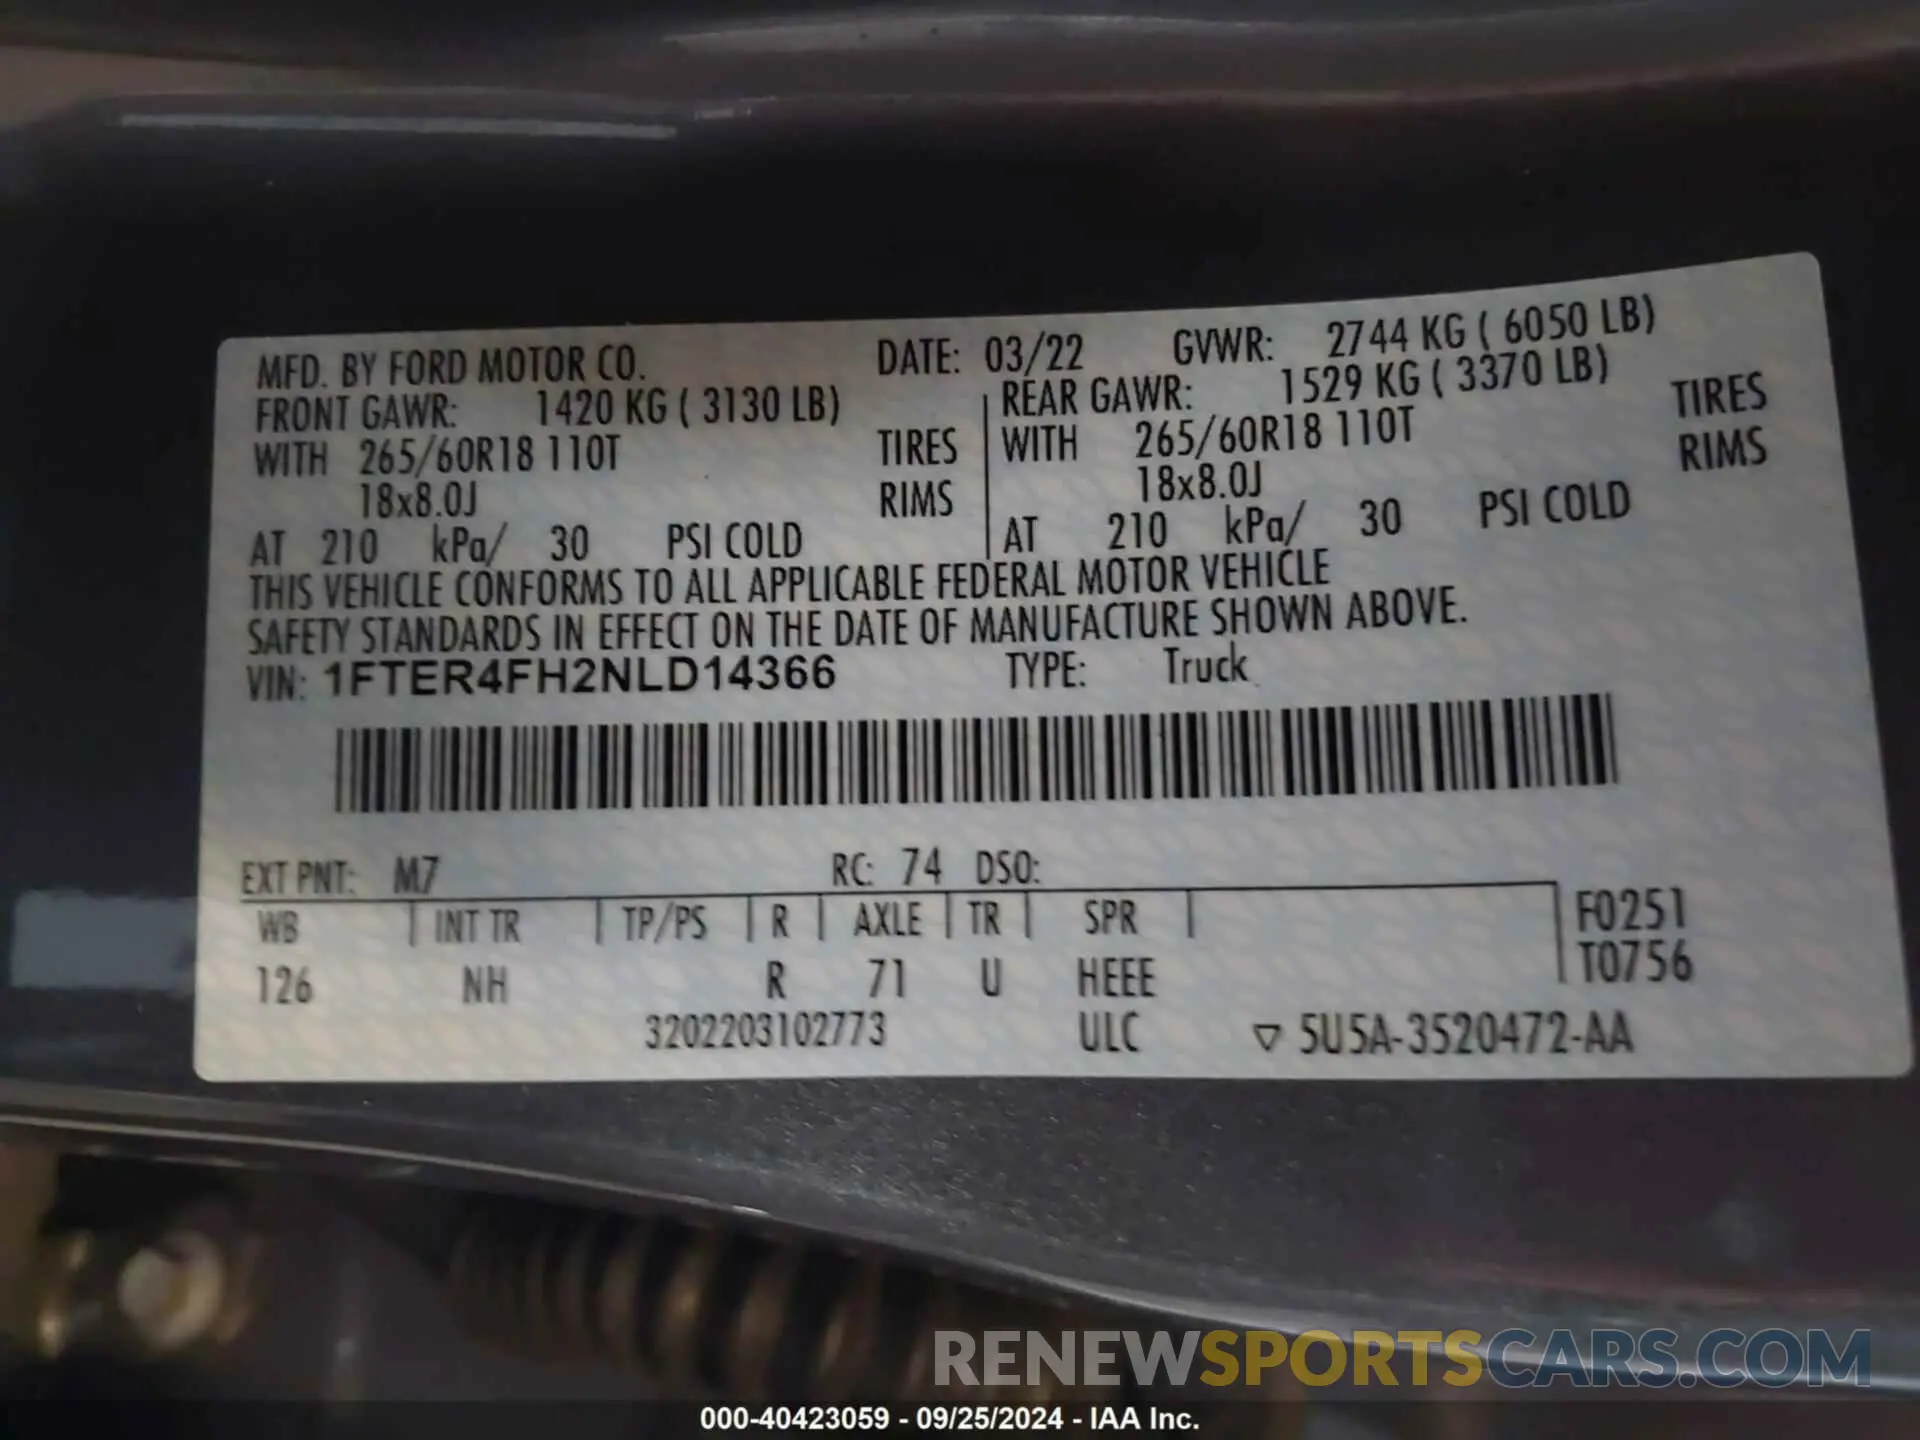 MFD. BY FORD MOTOR CO. DATE: 03/22 GVWR: 2744 KG ( 6050 LB)
FRONT GAWR: 1420 KG ( 3130 LB) REAR GAWR: 1529 KG ( 3370 LB)
WITH 265/60R18 110T TIRES WITH 265/60R18 110T TIRES
18x8.0J RIMS 18x8.0J RIMS
AT 210 kPa/ 30 PSI COLD AT 210 kPa/ 30 PSI COLD
THIS VEHICLE CONFORMS TO ALL APPLICABLE FEDERAL MOTOR VEHICLE
SAFETY STANDARDS IN EFFECT ON THE DATE OF MANUFACTURE SHOWN ABOVE.
VIN: 1FTER4FH2NLD14366 TYPE: Truck
EXT PNT: M7 RC: 74 DSO:
WB INT TR TP/PS R AXLE TR SPR F0251
T0756
126 NH R 71 U HEEE
3202203102773 ULC ▽ 5U5A-3520472-AA
RENEWSPORTSCARS.COM
000-40423059 - 09/25/2024 - IAA Inc.